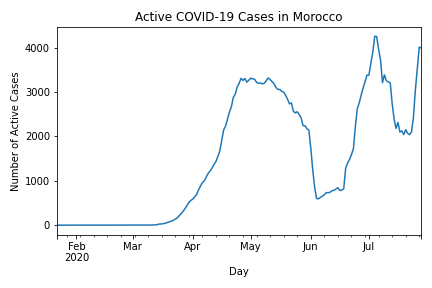 Active COVID-19 Cases in Morocco
Number of Active Cases
4000
3000
2000
1000
0
Feb Mar Apr May Jun Jul
2020
Day